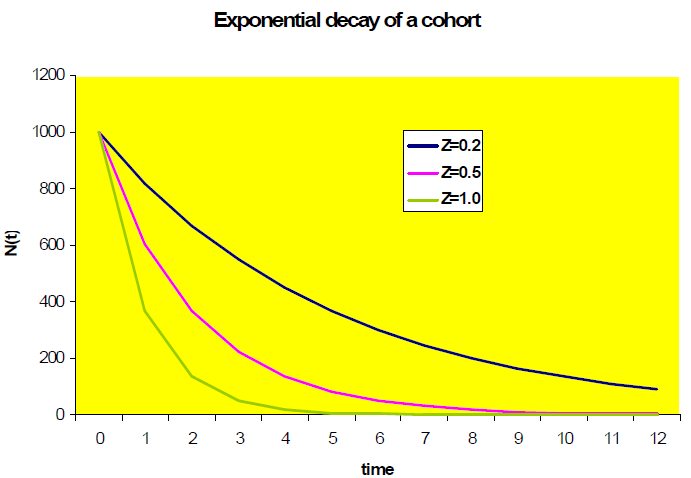 Exponential decay of a cohort
1200
1000
800
600
400
200
0
N(t)
Z=0.2
Z=0.5
Z=1.0
0 1 2 3 4 5 6 7 8 9 10 11 12
time